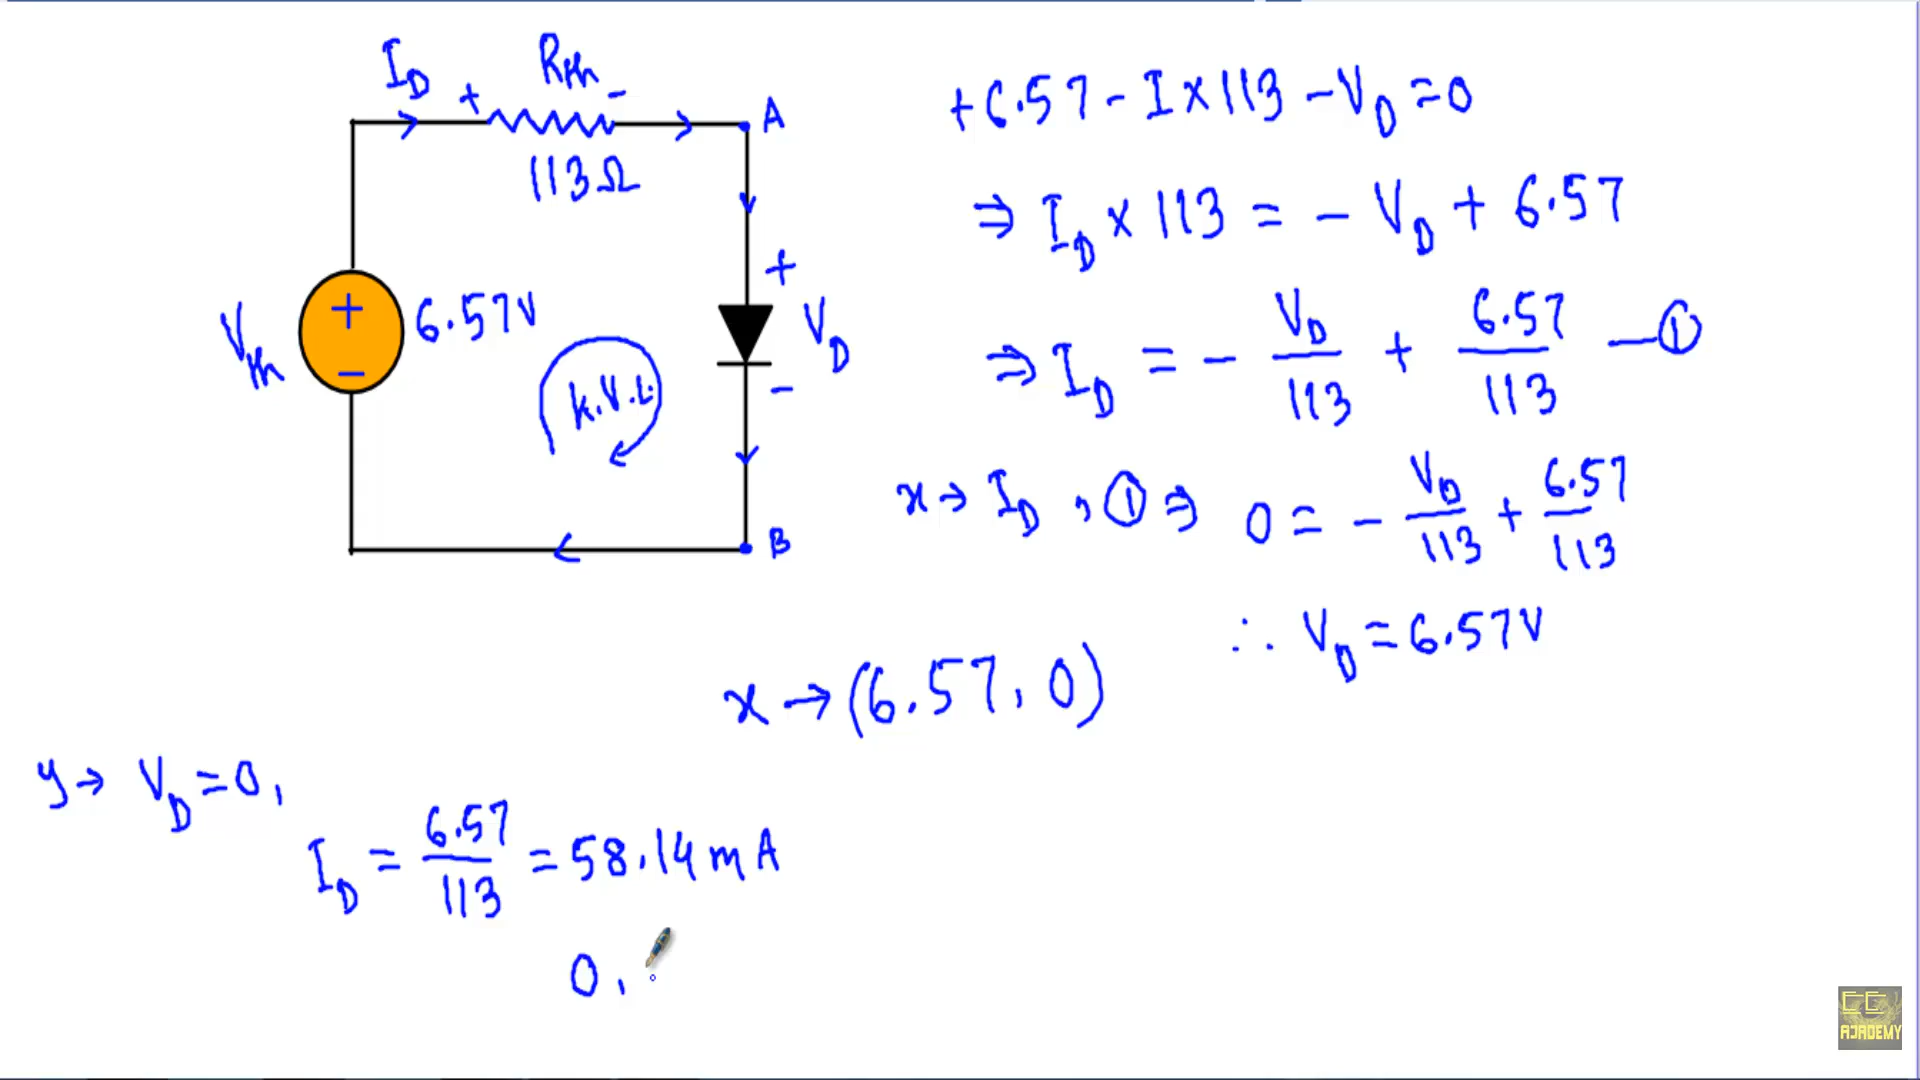 I_D
R_th
+ -
A
113Ω
+
V_th
+
-
6.57V
V_D
K.V.L.
-
B
+6.57 - I × 113 - V_D = 0
⇒ I_D × 113 = - V_D + 6.57
⇒ I_D = - V_D/113 + 6.57/113 — ①
x → I_D , ① ⇒ 0 = - V_D/113 + 6.57/113
∴ V_D = 6.57V
x → (6.57, 0)
y → V_D = 0,
I_D = 6.57/113 = 58.14 mA
0,
EE
AJADEMY